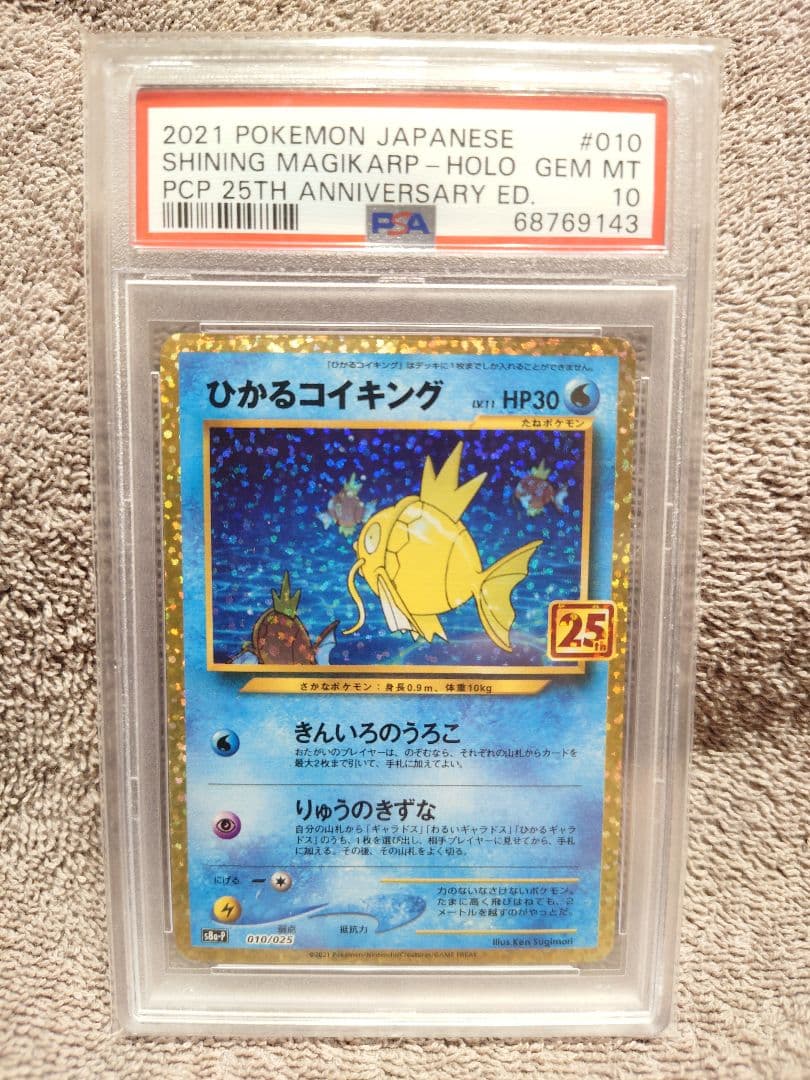 2021 POKEMON JAPANESE #010
SHINING MAGIKARP-HOLO GEM MT
PCP 25TH ANNIVERSARY ED. 10
PSA 68769143
「ひかるコイキング」はデッキに1枚までしか入れることができません。
ひかるコイキング LV.11 HP30
たねポケモン
25th
さかなポケモン：身長0.9m、体重10kg
きんいろのうろこ
おたがいのプレイヤーは、のぞむなら、それぞれの山札からカードを
最大2枚まで引いて、手札に加えてよい。
りゅうのきずな
自分の山札から「ギャラドス」「わるいギャラドス」「ひかるギャラ
ドス」のうち、1枚を選び出し、相手プレイヤーに見せてから、手札
に加える。その後、その山札をよく切る。
にげる
力のないなさけないポケモン。
たまに高く飛びはねても、2
メートルを越すのがやっとだ。
弱点 抵抗力
s8a-P 010/025
Illus.Ken Sugimori
©2021 Pokémon/Nintendo/Creatures/GAME FREAK